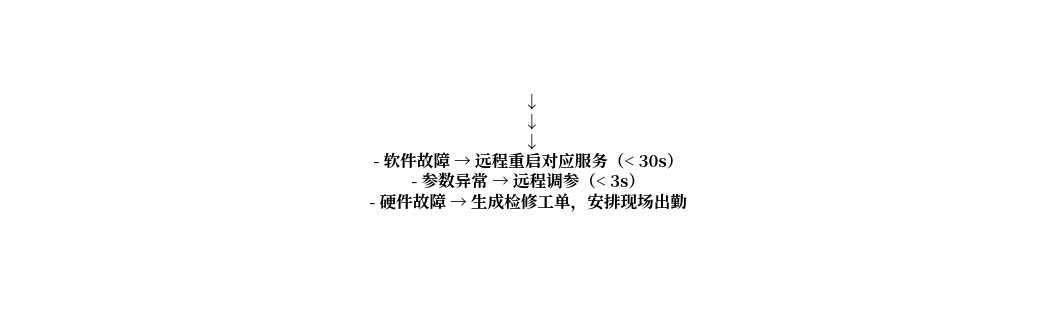 ↓
↓
↓
- 软件故障 → 远程重启对应服务（< 30s）
- 参数异常 → 远程调参（< 3s）
- 硬件故障 → 生成检修工单，安排现场出勤